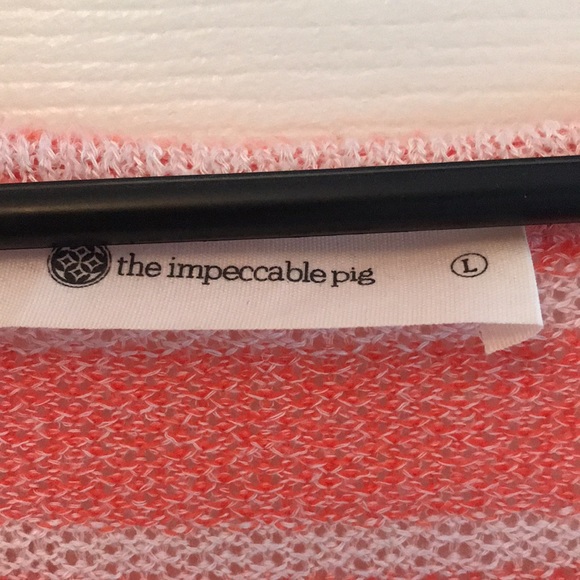 the impeccable pig L